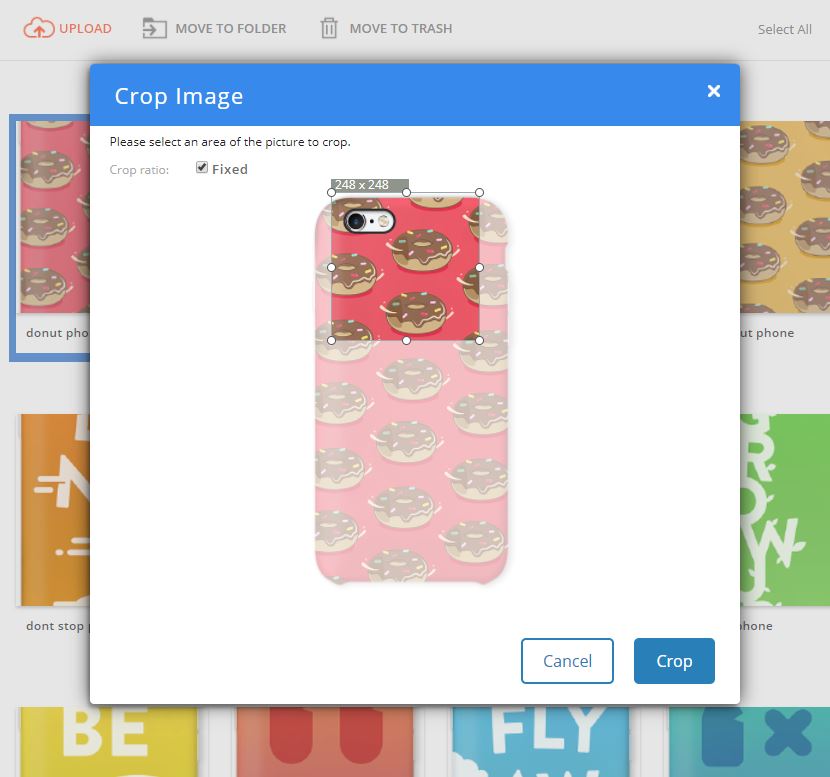 UPLOAD MOVE TO FOLDER MOVE TO TRASH Select All
Crop Image
Please select an area of the picture to crop.
Crop ratio: Fixed
248 x 248
donut pho
ut phone
dont stop
phone
Cancel Crop
BE
FLY